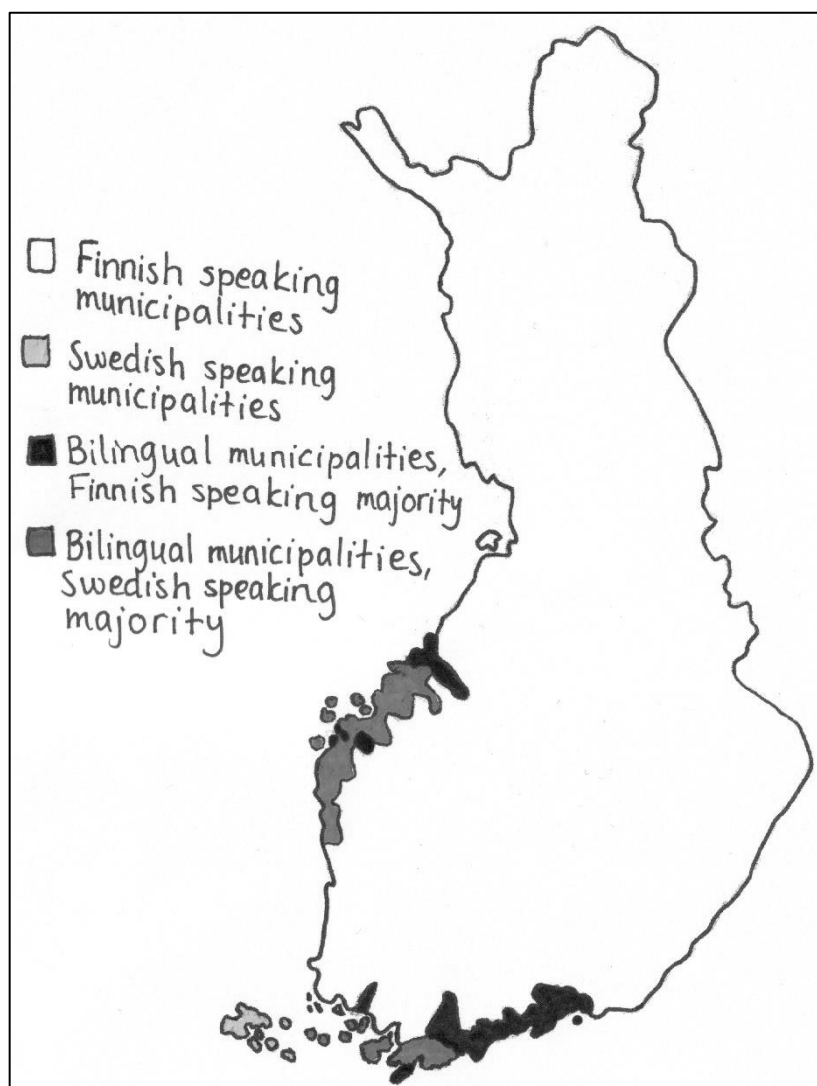 Finnish speaking
municipalities
Swedish speaking
municipalities
Bilingual municipalities,
Finnish speaking majority
Bilingual municipalities,
Swedish speaking
majority